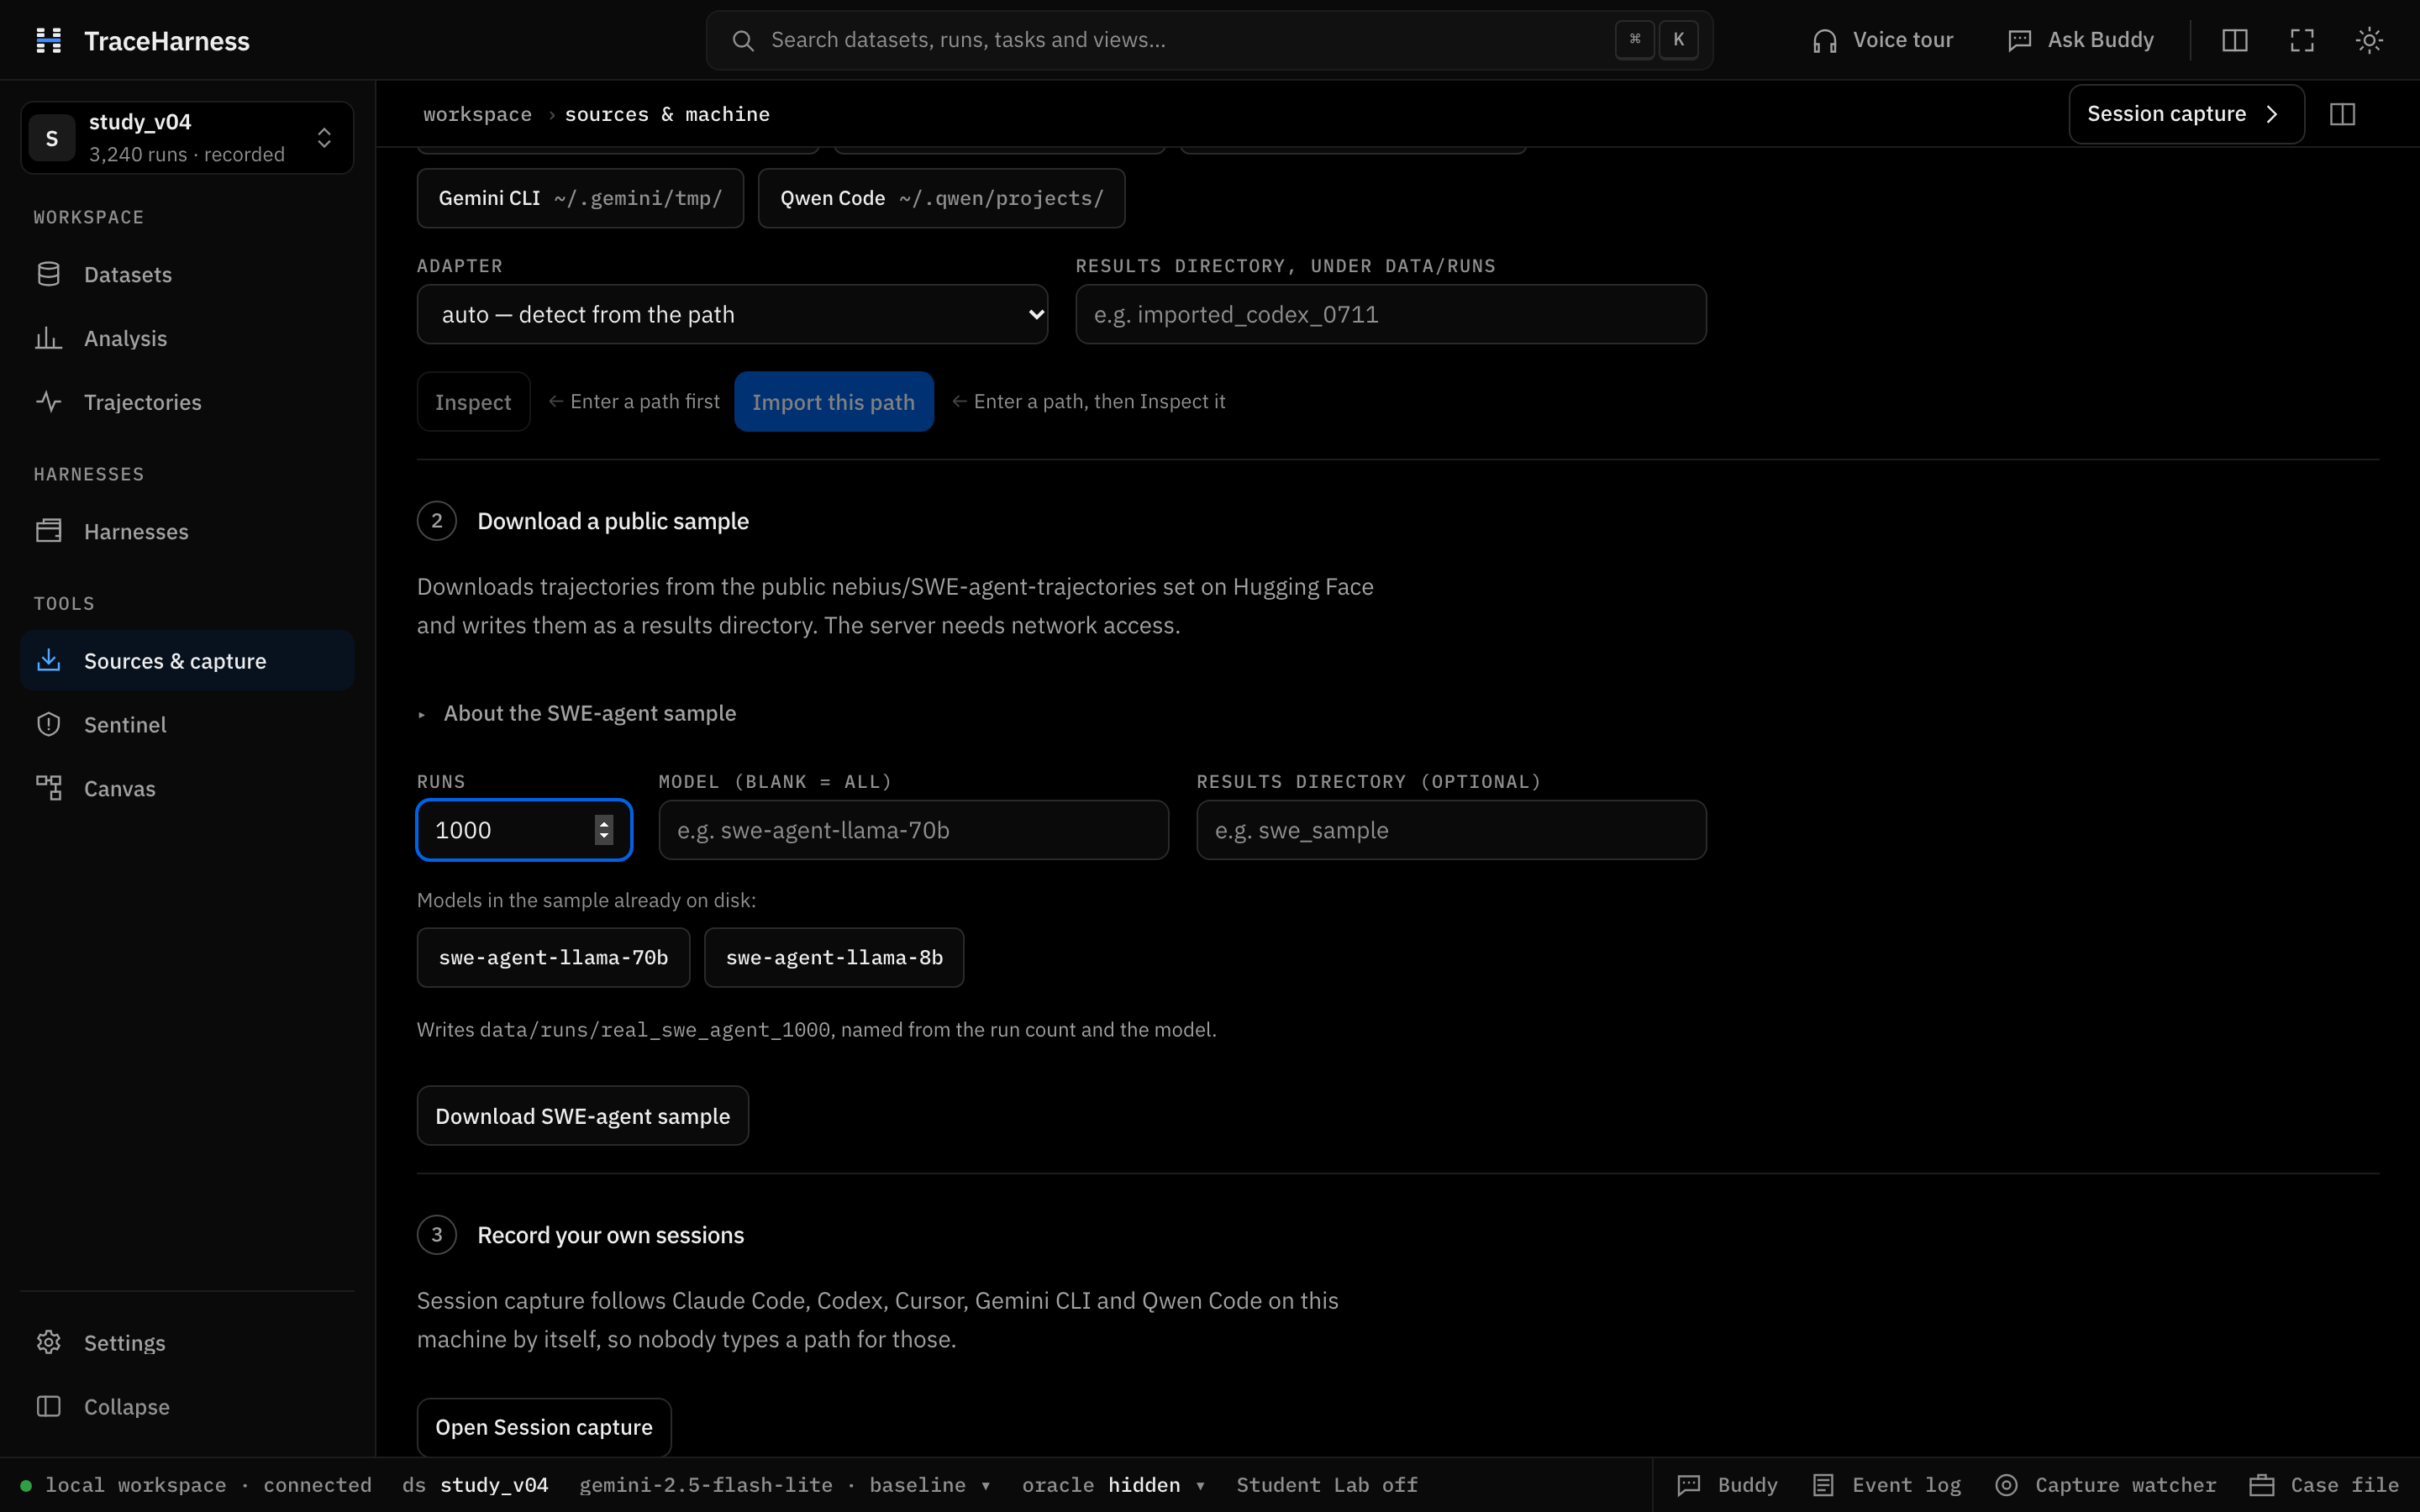 TraceHarness
Search datasets, runs, tasks and views...
⌘ K
Voice tour
Ask Buddy
S
study_v04
3,240 runs · recorded
WORKSPACE
Datasets
Analysis
Trajectories
HARNESSES
Harnesses
TOOLS
Sources & capture
Sentinel
Canvas
Settings
Collapse
workspace › sources & machine
Session capture
Gemini CLI ~/.gemini/tmp/
Qwen Code ~/.qwen/projects/
ADAPTER
auto — detect from the path
RESULTS DIRECTORY, UNDER DATA/RUNS
e.g. imported_codex_0711
Inspect
← Enter a path first
Import this path
← Enter a path, then Inspect it
2
Download a public sample
Downloads trajectories from the public nebius/SWE-agent-trajectories set on Hugging Face
and writes them as a results directory. The server needs network access.
▸ About the SWE-agent sample
RUNS
1000
MODEL (BLANK = ALL)
e.g. swe-agent-llama-70b
RESULTS DIRECTORY (OPTIONAL)
e.g. swe_sample
Models in the sample already on disk:
swe-agent-llama-70b
swe-agent-llama-8b
Writes data/runs/real_swe_agent_1000, named from the run count and the model.
Download SWE-agent sample
3
Record your own sessions
Session capture follows Claude Code, Codex, Cursor, Gemini CLI and Qwen Code on this
machine by itself, so nobody types a path for those.
Open Session capture
local workspace · connected
ds study_v04
gemini-2.5-flash-lite · baseline ▾
oracle hidden ▾
Student Lab off
Buddy
Event log
Capture watcher
Case file